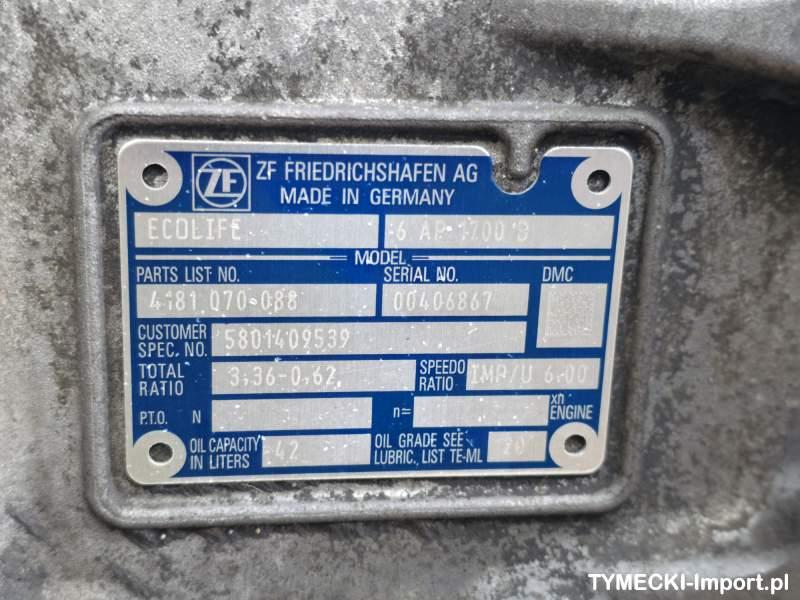 ZF ZF FRIEDRICHSHAFEN AG
MADE IN GERMANY
ECOLIFE 6 AP 1700 B
MODEL
PARTS LIST NO. SERIAL NO. DMC
4181 070-088 00406867
CUSTOMER
SPEC. NO. 5801409539
TOTAL
RATIO 3,36-0,62 SPEEDO
RATIO IMP/U 6.00
P.T.O. N n= xn
ENGINE
OIL CAPACITY
IN LITERS 42 OIL GRADE SEE
LUBRIC, LIST TE-ML 20
TYMECKI-Import.pl